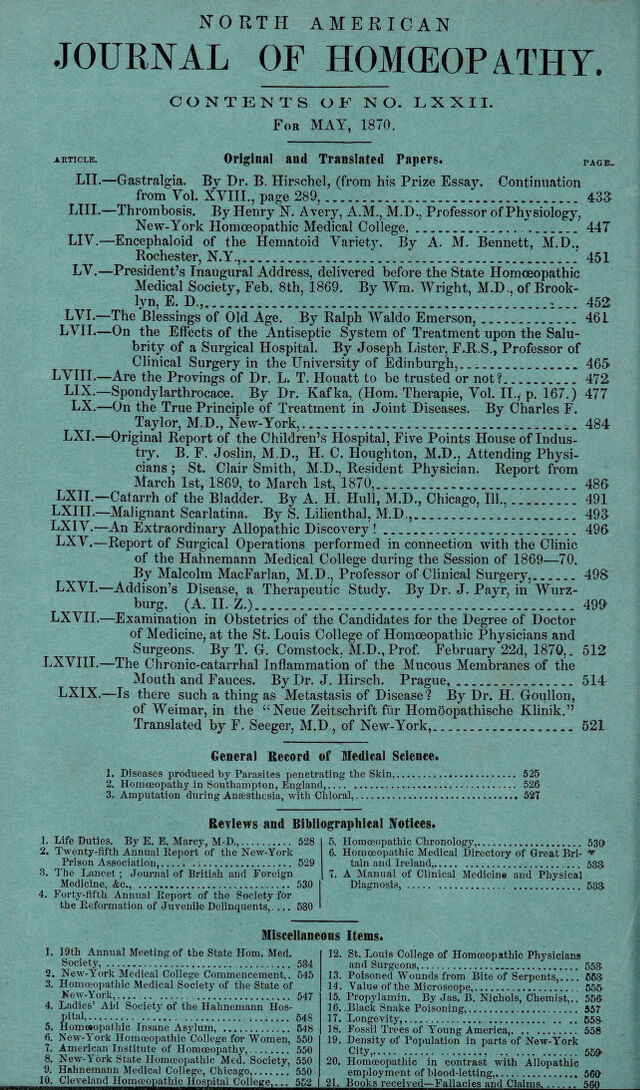 NORTH AMERICAN
JOURNAL OF HOMŒOPATHY.
CONTENTS OF NO. LXXII.
For MAY, 1870.
ARTICLE. Original and Translated Papers. PAGE.
LII.—Gastralgia. By Dr. B. Hirschel, (from his Prize Essay. Continuation
from Vol. XVIII., page 289, 433
LIII.—Thrombosis. By Henry N. Avery, A.M., M.D., Professor of Physiology,
New-York Homœopathic Medical College, 447
LIV.—Encephaloid of the Hematoid Variety. By A. M. Bennett, M.D.,
Rochester, N.Y., 451
LV.—President's Inaugural Address, delivered before the State Homœopathic
Medical Society, Feb. 8th, 1869. By Wm. Wright, M.D., of Brook-
lyn, E. D., 452
LVI.—The Blessings of Old Age. By Ralph Waldo Emerson, 461
LVII.—On the Effects of the Antiseptic System of Treatment upon the Salu-
brity of a Surgical Hospital. By Joseph Lister, F.R.S., Professor of
Clinical Surgery in the University of Edinburgh, 465
LVIII.—Are the Provings of Dr. L. T. Houatt to be trusted or not? 472
LIX.—Spondylarthrocace. By Dr. Kafka, (Hom. Therapie, Vol. II., p. 167.) 477
LX.—On the True Principle of Treatment in Joint Diseases. By Charles F.
Taylor, M.D., New-York, 484
LXI.—Original Report of the Children's Hospital, Five Points House of Indus-
try. B. F. Joslin, M.D., H. C. Houghton, M.D., Attending Physi-
cians; St. Clair Smith, M.D., Resident Physician. Report from
March 1st, 1869, to March 1st, 1870, 486
LXII.—Catarrh of the Bladder. By A. H. Hull, M.D., Chicago, Ill., 491
LXIII.—Malignant Scarlatina. By S. Lilienthal, M.D., 493
LXIV.—An Extraordinary Allopathic Discovery! 496
LXV.—Report of Surgical Operations performed in connection with the Clinic
of the Hahnemann Medical College during the Session of 1869—70.
By Malcolm MacFarlan, M.D., Professor of Clinical Surgery, 498
LXVI.—Addison's Disease, a Therapeutic Study. By Dr. J. Payr, in Wurz-
burg. (A. H. Z.) 499
LXVII.—Examination in Obstetrics of the Candidates for the Degree of Doctor
of Medicine, at the St. Louis College of Homœopathic Physicians and
Surgeons. By T. G. Comstock, M.D., Prof. February 22d, 1870, 512
LXVIII.—The Chronic-catarrhal Inflammation of the Mucous Membranes of the
Mouth and Fauces. By Dr. J. Hirsch. Prague, 514
LXIX.—Is there such a thing as Metastasis of Disease? By Dr. H. Goullon,
of Weimar, in the "Neue Zeitschrift für Homöopathische Klinik."
Translated by F. Seeger, M.D., of New-York, 521
General Record of Medical Science.
1. Diseases produced by Parasites penetrating the Skin, 525
2. Homœopathy in Southampton, England, 526
3. Amputation during Anæsthesia, with Chloral, 527
Reviews and Bibliographical Notices.
1. Life Duties. By E. E. Marcy, M.D., 528
2. Twenty-fifth Annual Report of the New-York
Prison Association, 529
3. The Lancet; Journal of British and Foreign
Medicine, &c., 530
4. Forty-fifth Annual Report of the Society for
the Reformation of Juvenile Delinquents, 530
5. Homœopathic Chronology, 530
6. Homœopathic Medical Directory of Great Bri-
tain and Ireland, 533
7. A Manual of Clinical Medicine and Physical
Diagnosis, 533
Miscellaneous Items.
1. 19th Annual Meeting of the State Hom. Med.
Society, 534
2. New-York Medical College Commencement, 545
3. Homœopathic Medical Society of the State of
New-York, 547
4. Ladies' Aid Society of the Hahnemann Hos-
pital, 548
5. Homœopathic Insane Asylum, 548
6. New-York Homœopathic College for Women, 550
7. American Institute of Homœopathy, 550
8. New-York State Homœopathic Med. Society, 550
9. Hahnemann Medical College, Chicago, 550
10. Cleveland Homœopathic Hospital College, 552
12. St. Louis College of Homœopathic Physicians
and Surgeons, 553
13. Poisoned Wounds from Bite of Serpents, 553
14. Value of the Microscope, 555
15. Propylamin. By Jas. B. Nichols, Chemist, 556
16. Black Snake Poisoning, 557
17. Longevity, 558
18. Fossil Trees of Young America, 558
19. Density of Population in parts of New-York
City, 559
20. Homœopathic in contrast with Allopathic
employment of blood-letting, 560
21. Books received—Fallacies and Claims, 560